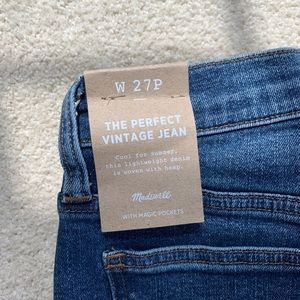 W 27P
THE PERFECT
VINTAGE JEAN
Cool for summer,
this lightweight denim
is woven with hemp.
Madewell
WITH MAGIC POCKETS